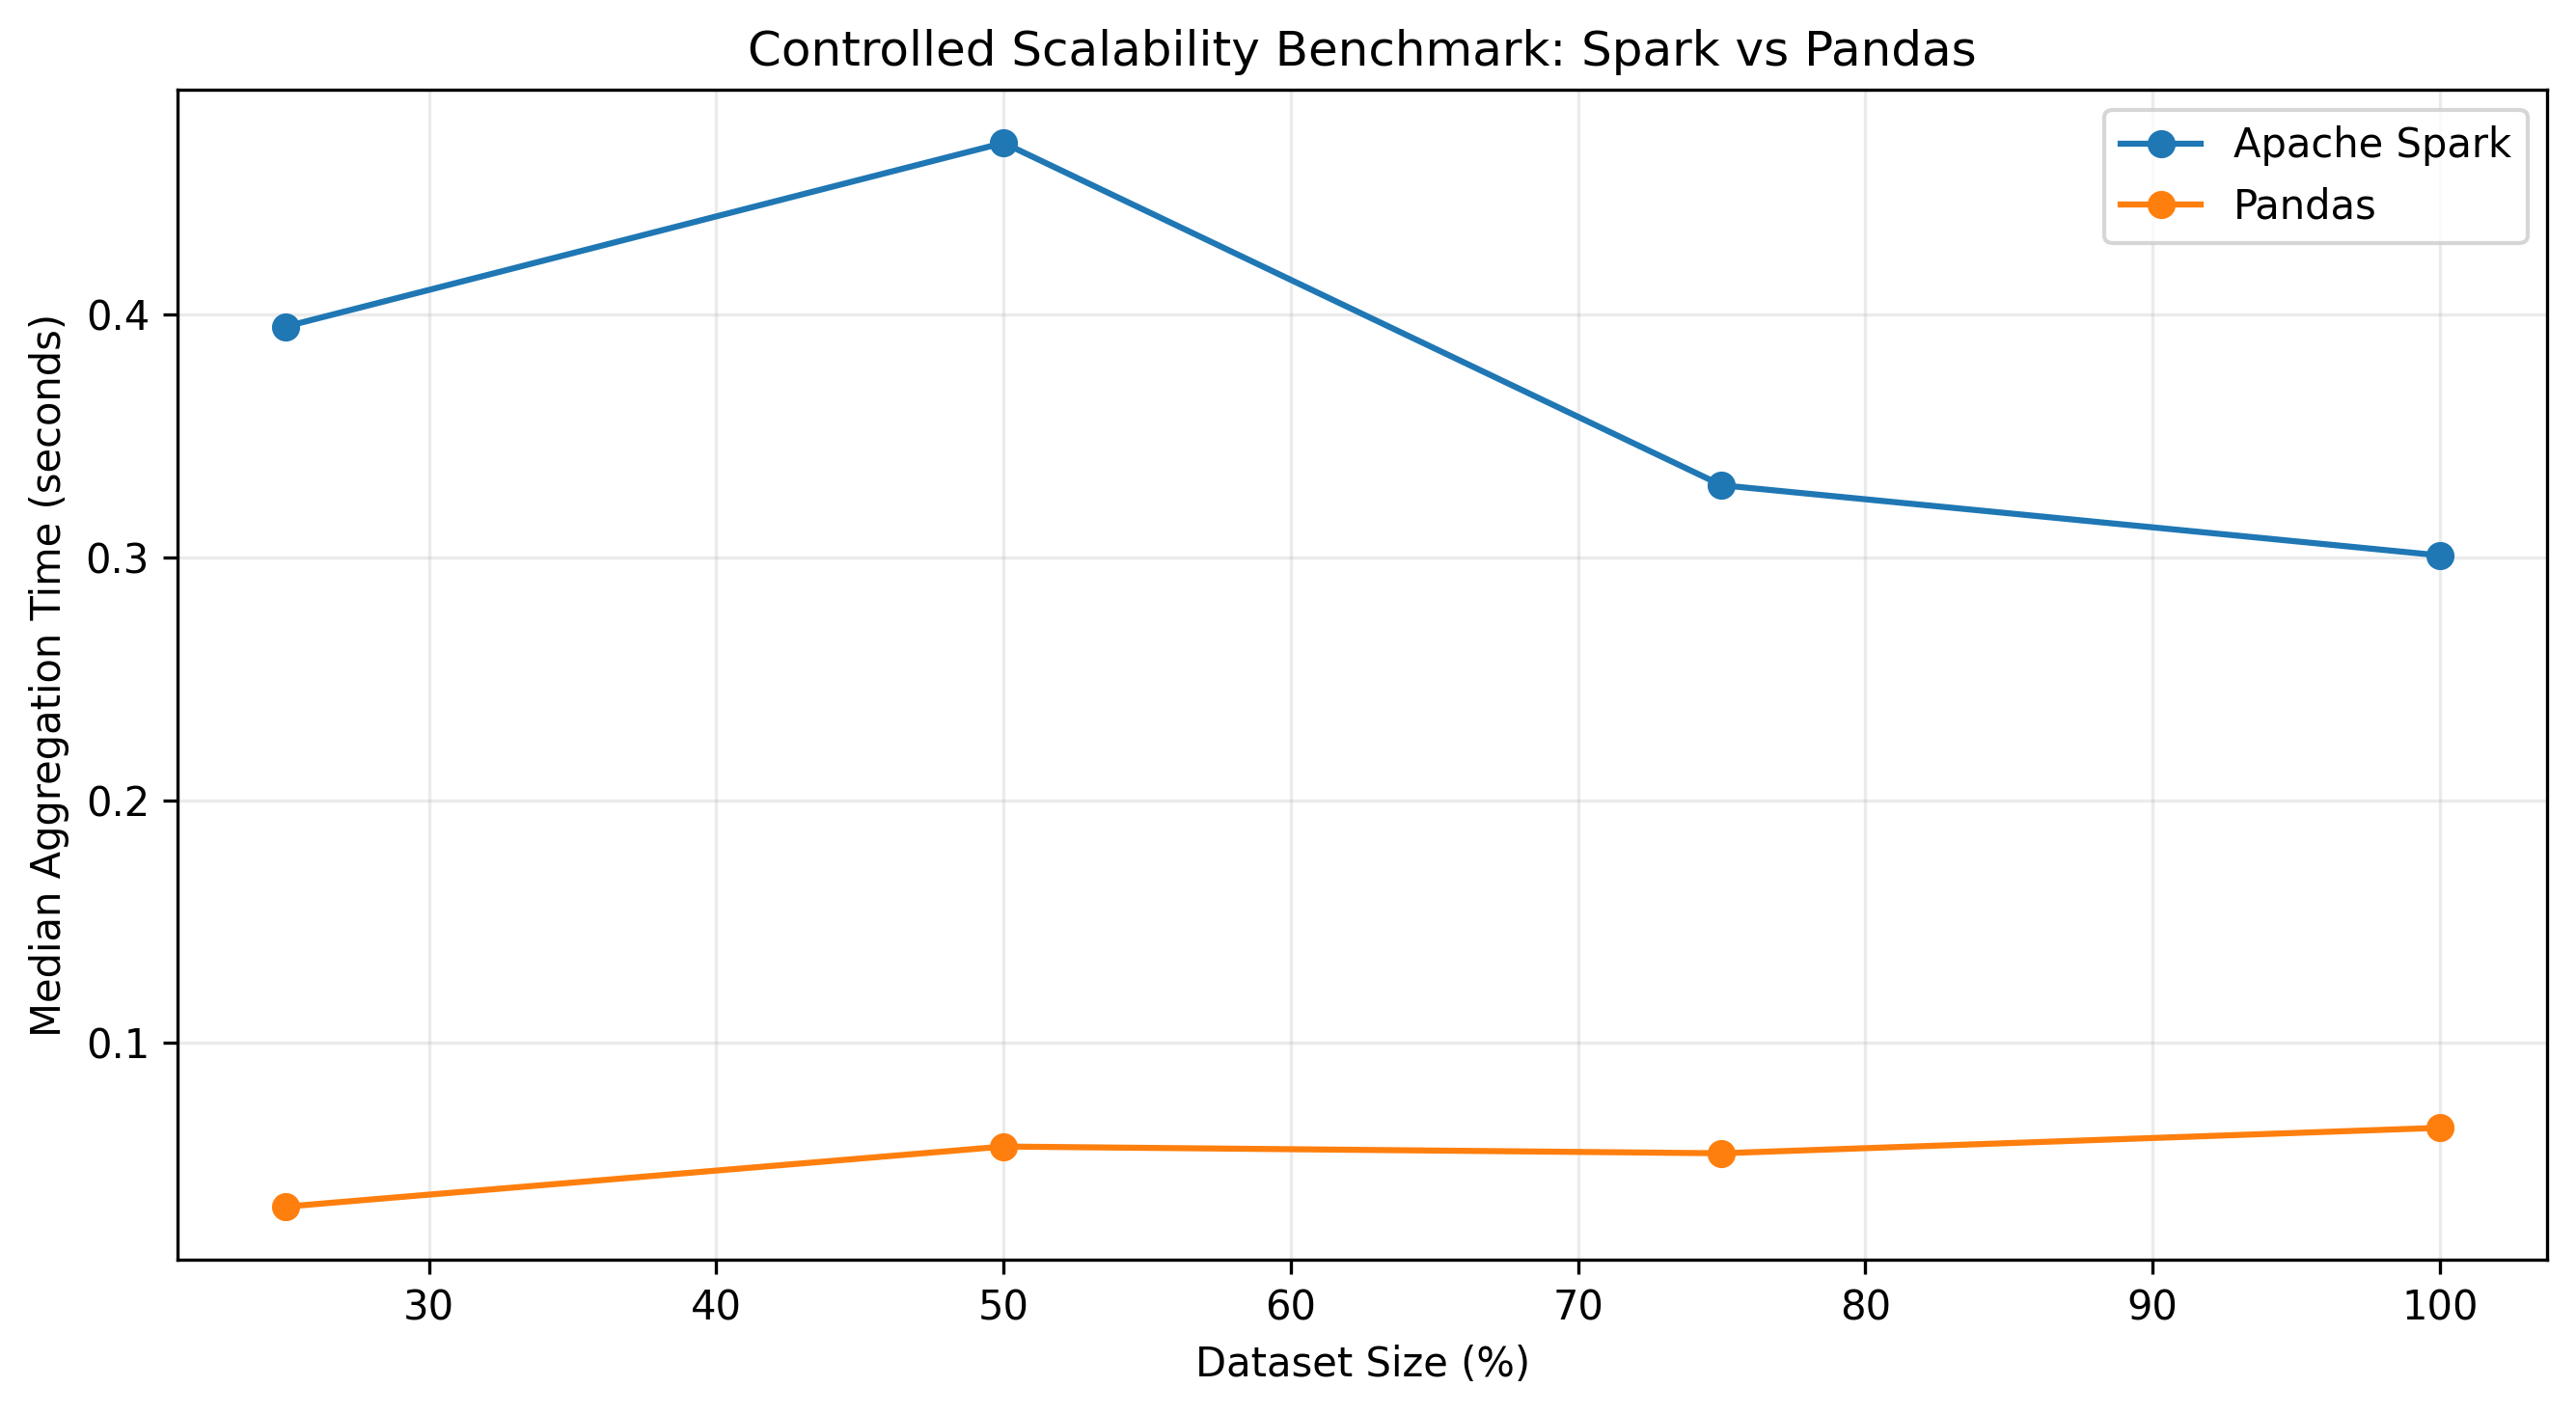 Controlled Scalability Benchmark: Spark vs Pandas
Apache Spark
Pandas
Median Aggregation Time (seconds)
0.4
0.3
0.2
0.1
30 40 50 60 70 80 90 100
Dataset Size (%)